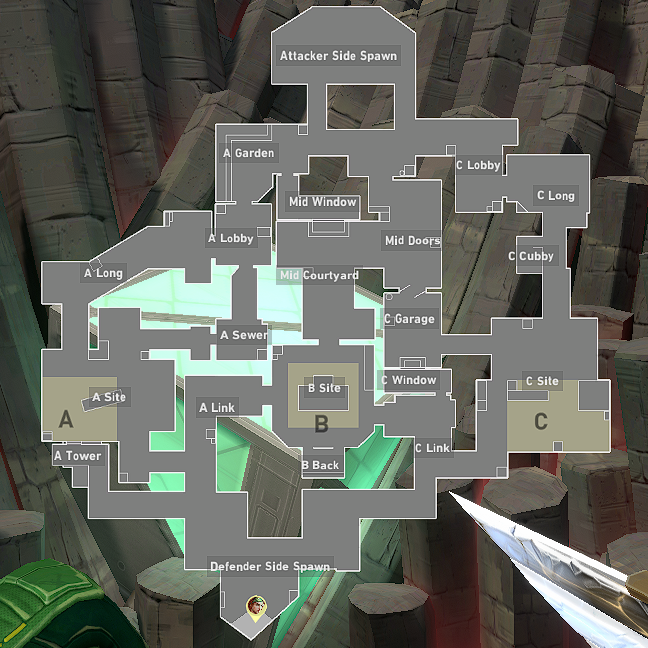 Attacker Side Spawn
A Garden
C Lobby
C Long
Mid Window
A Lobby
Mid Doors
C Cubby
A Long
Mid Courtyard
C Garage
A Sewer
C Window
C Site
B Site
A Site
A Link
A
B
C
C Link
A Tower
B Back
Defender Side Spawn